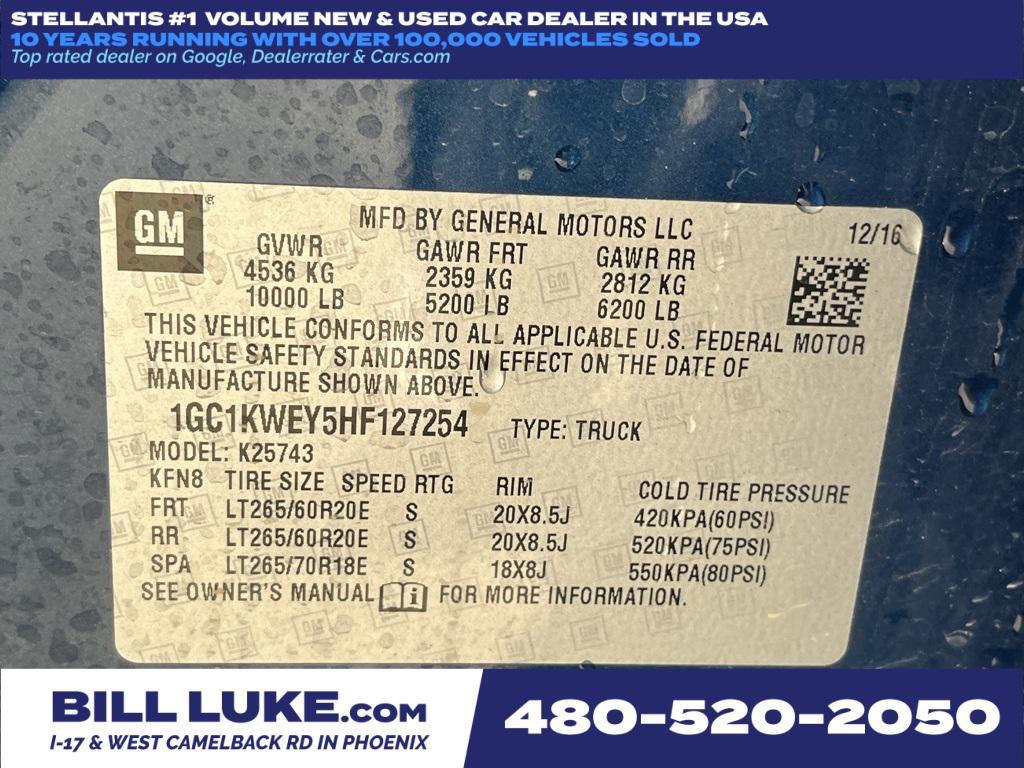 STELLANTIS #1 VOLUME NEW & USED CAR DEALER IN THE USA
10 YEARS RUNNING WITH OVER 100,000 VEHICLES SOLD
Top rated dealer on Google, Dealerrater & Cars.com
GM®
MFD BY GENERAL MOTORS LLC 12/16
GVWR GAWR FRT GAWR RR
4536 KG 2359 KG 2812 KG
10000 LB 5200 LB 6200 LB
THIS VEHICLE CONFORMS TO ALL APPLICABLE U.S. FEDERAL MOTOR
VEHICLE SAFETY STANDARDS IN EFFECT ON THE DATE OF
MANUFACTURE SHOWN ABOVE.
1GC1KWEY5HF127254 TYPE: TRUCK
MODEL: K25743
KFN8 TIRE SIZE SPEED RTG RIM COLD TIRE PRESSURE
FRT LT265/60R20E S 20X8.5J 420KPA(60PSI)
RR LT265/60R20E S 20X8.5J 520KPA(75PSI)
SPA LT265/70R18E S 18X8J 550KPA(80PSI)
SEE OWNER'S MANUAL FOR MORE INFORMATION.
BILL LUKE.COM
I-17 & WEST CAMELBACK RD IN PHOENIX
480-520-2050